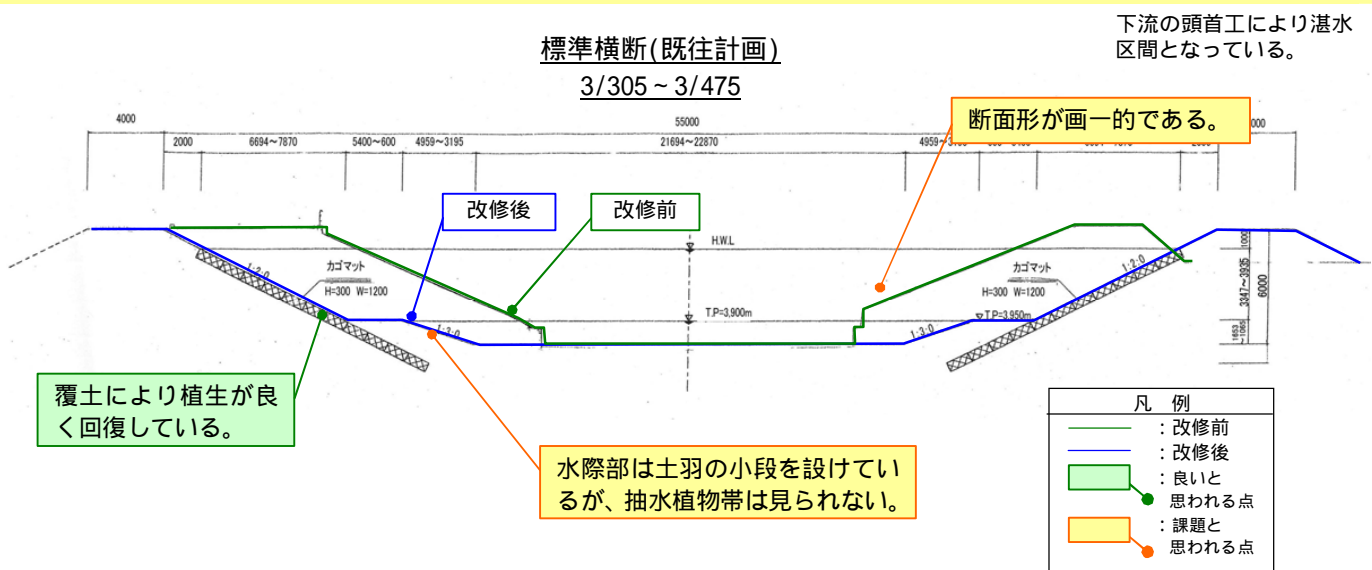 下流の頭首工により湛水
区間となっている。
標準横断(既往計画)
3/305 ~ 3/475
断面形が画一的である。
4000
55000
2000
6694~7870
5400~600
4959~3195
21694~22870
改修後
改修前
H.W.L
1:2:0
カゴマット
H=300 W=1200
カゴマット
H=300 W=1200
1:2:0
1000
3347~3935
6000
T.P=3,900m
T.P=3,950m
1:3:0
1:3:0
1653
~1065
覆土により植生が良
く回復している。
水際部は土羽の小段を設けてい
るが、抽水植物帯は見られない。
凡 例
:改修前
:改修後
:良いと
思われる点
:課題と
思われる点